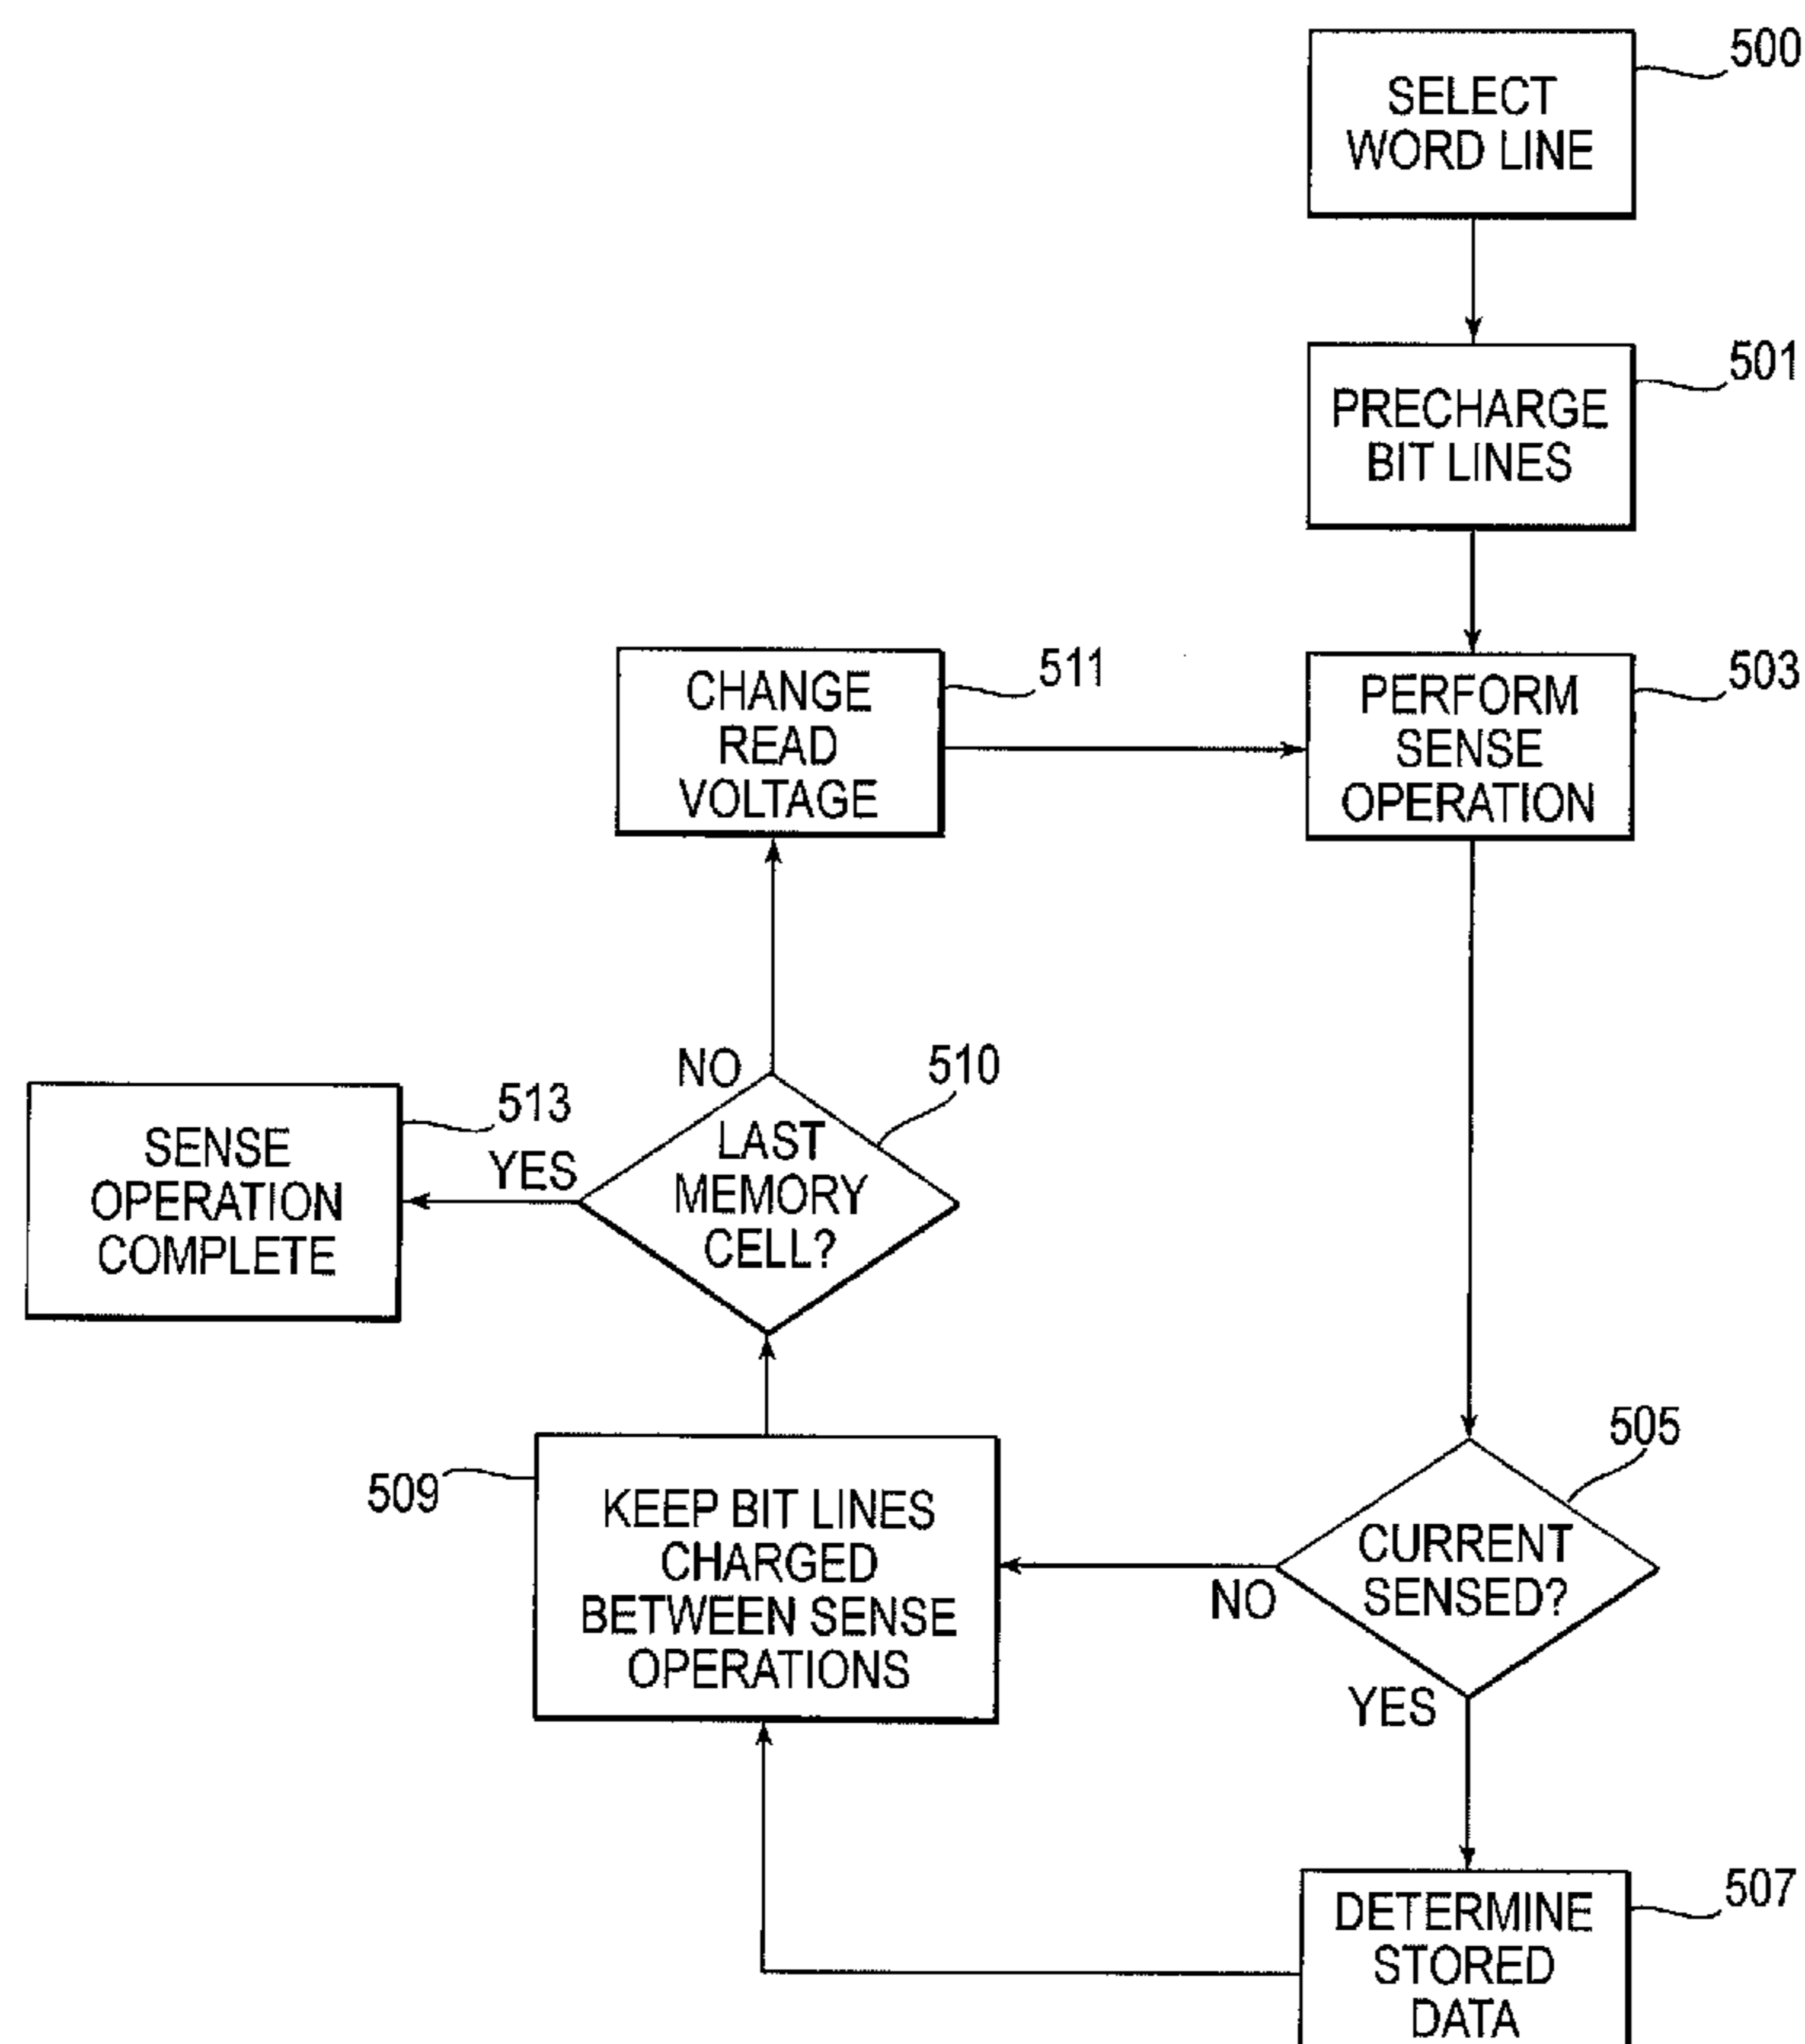 500
SELECT
WORD LINE
501
PRECHARGE
BIT LINES
503
PERFORM
SENSE
OPERATION
511
CHANGE
READ
VOLTAGE
NO
510
LAST
MEMORY
CELL?
YES
513
SENSE
OPERATION
COMPLETE
505
CURRENT
SENSED?
NO
YES
509
KEEP BIT LINES
CHARGED
BETWEEN SENSE
OPERATIONS
507
DETERMINE
STORED
DATA